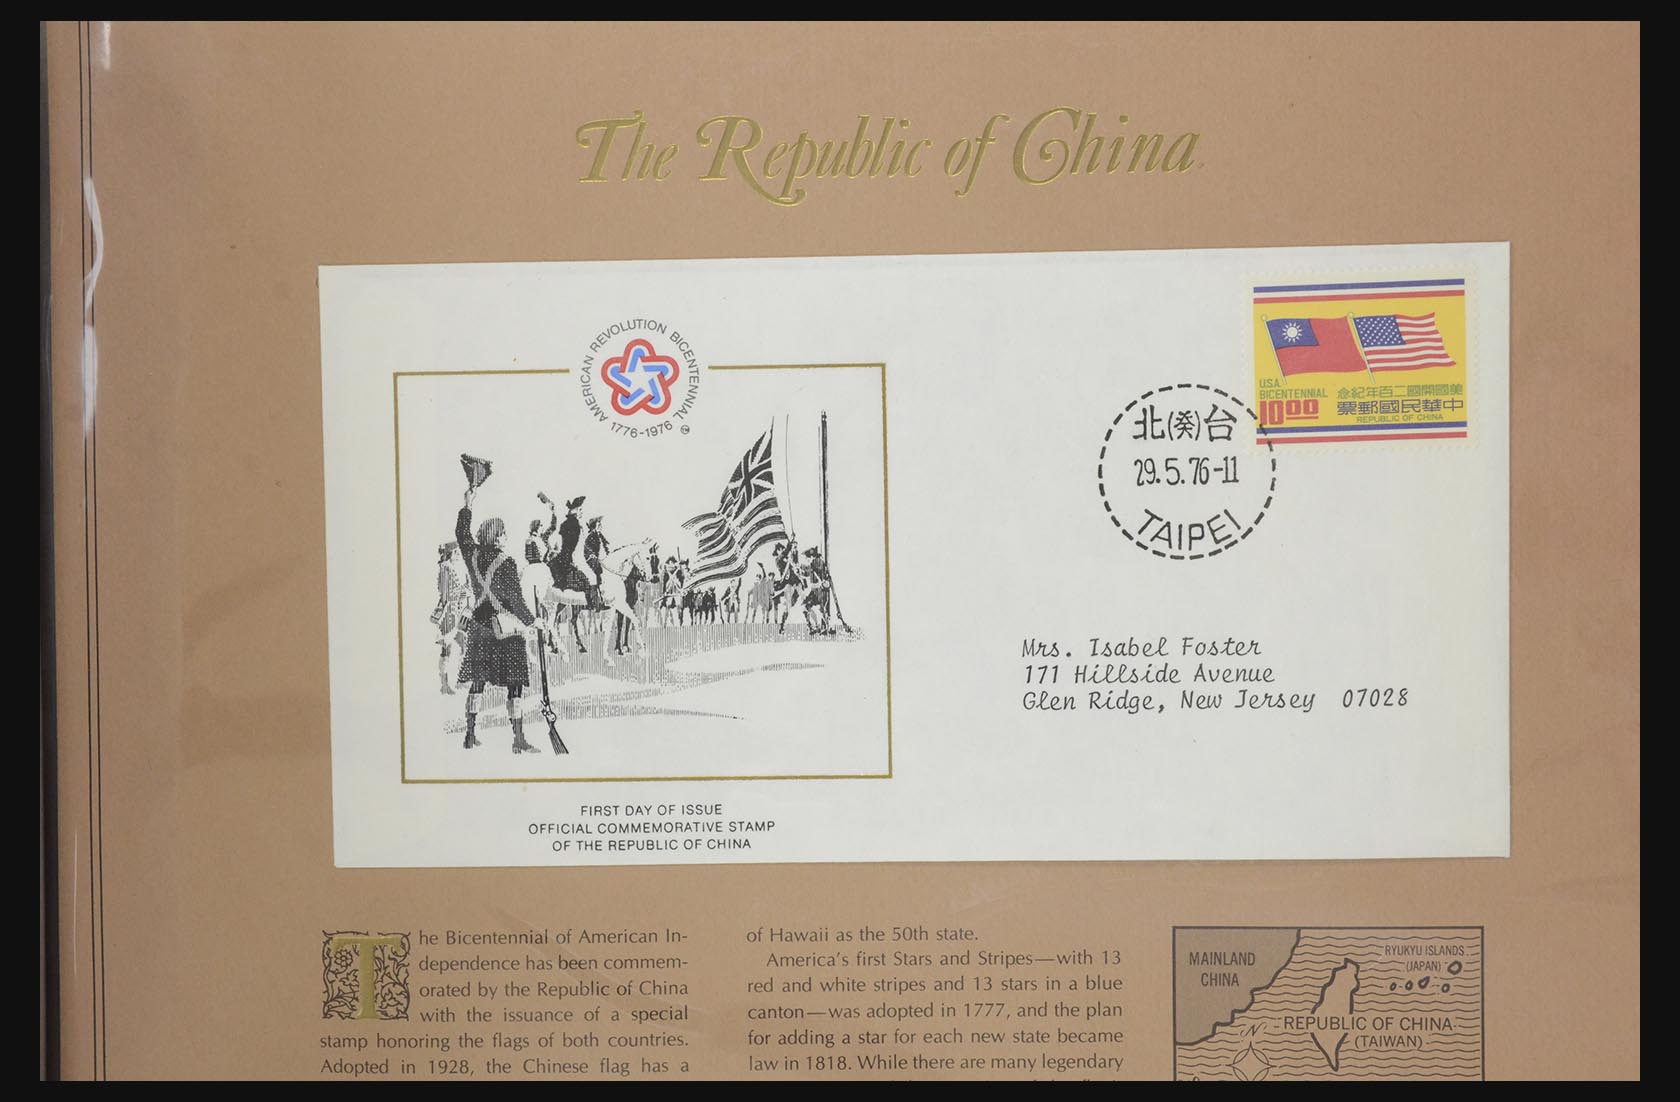 The Republic of China
AMERICAN REVOLUTION BICENTENNIAL
1776-1976
U.S.A.
BICENTENNIAL
10.00
念紀年百二國開國美
票郵國民華中
REPUBLIC OF CHINA
北(癸)台
29.5.76-11
TAIPEI
Mrs. Isabel Foster
171 Hillside Avenue
Glen Ridge, New Jersey 07028
FIRST DAY OF ISSUE
OFFICIAL COMMEMORATIVE STAMP
OF THE REPUBLIC OF CHINA
The Bicentennial of American In-
dependence has been commem-
orated by the Republic of China
with the issuance of a special
stamp honoring the flags of both countries.
Adopted in 1928, the Chinese flag has a
of Hawaii as the 50th state.
America's first Stars and Stripes—with 13
red and white stripes and 13 stars in a blue
canton—was adopted in 1777, and the plan
for adding a star for each new state became
law in 1818. While there are many legendary
MAINLAND
CHINA
RYUKYU ISLANDS
(JAPAN)
N
REPUBLIC OF CHINA
(TAIWAN)